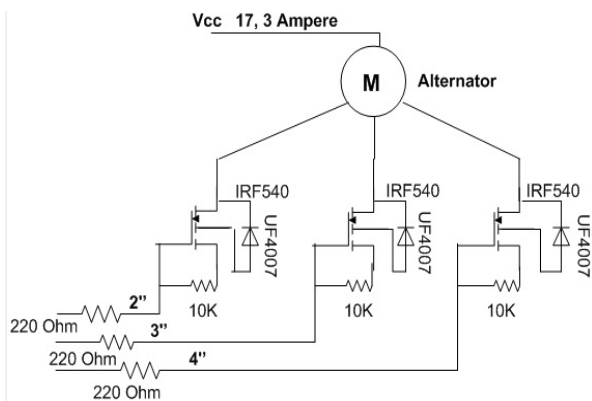 Vcc 17, 3 Ampere
M
Alternator
IRF540
IRF540
IRF540
UF4007
UF4007
UF4007
10K
10K
10K
2”
220 Ohm
3”
220 Ohm
4”
220 Ohm